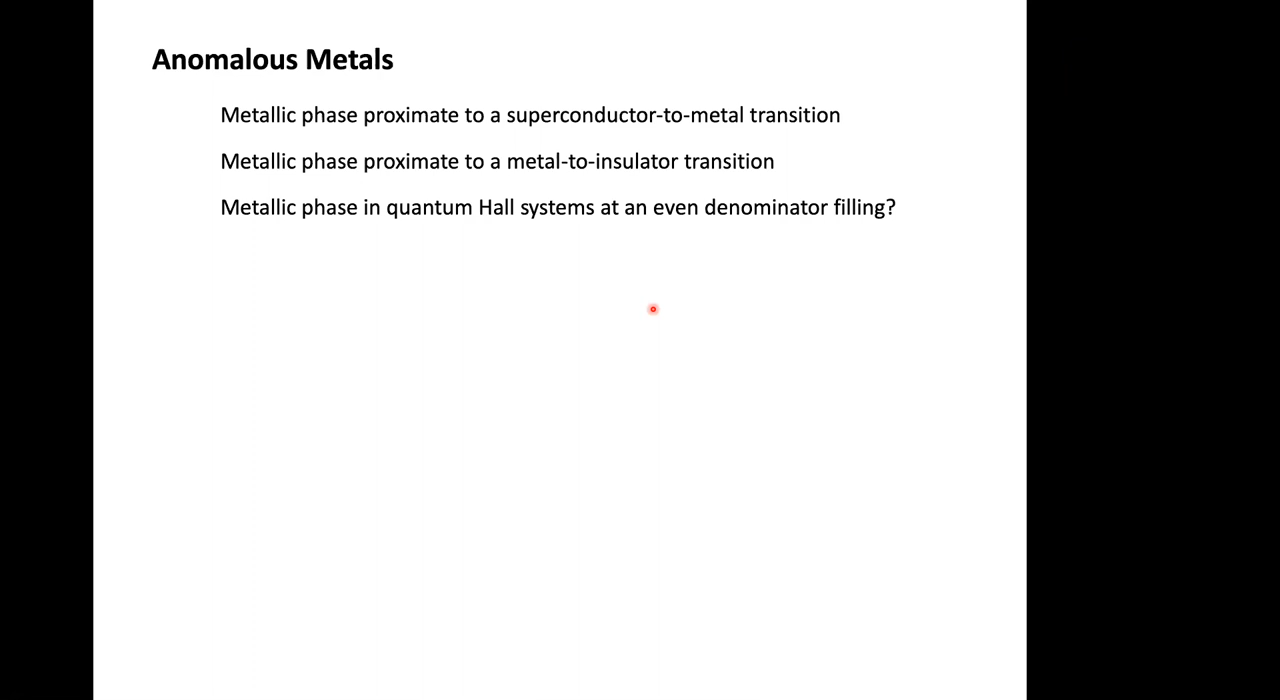 Anomalous Metals
Metallic phase proximate to a superconductor-to-metal transition
Metallic phase proximate to a metal-to-insulator transition
Metallic phase in quantum Hall systems at an even denominator filling?